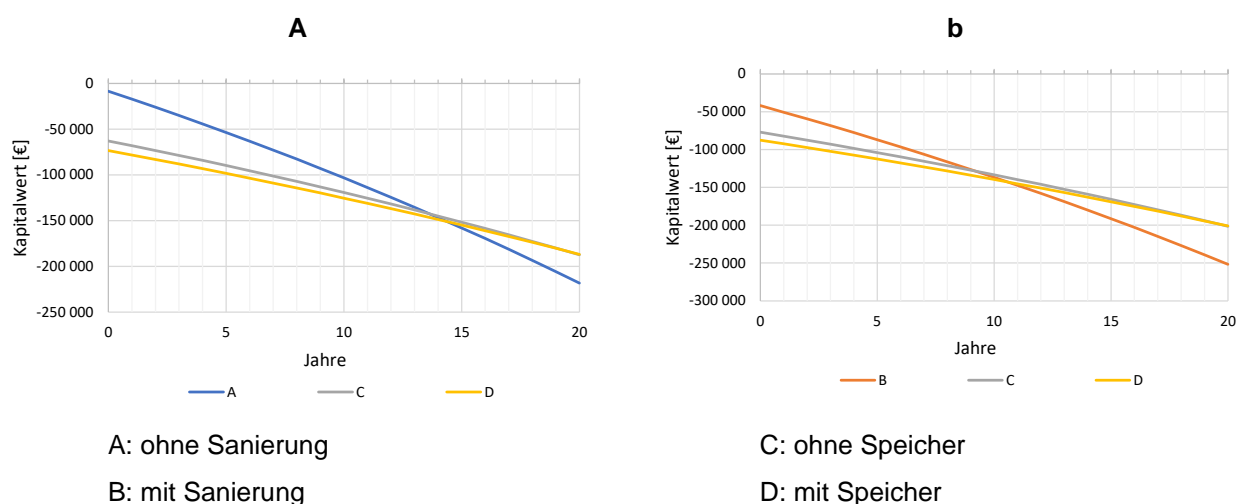 A
b
Kapitalwert [€]
0
-50 000
-100 000
-150 000
-200 000
-250 000
0 5 10 15 20
Jahre
A C D
Kapitalwert [€]
0
-50 000
-100 000
-150 000
-200 000
-250 000
-300 000
0 5 10 15 20
Jahre
B C D
A: ohne Sanierung
C: ohne Speicher
B: mit Sanierung
D: mit Speicher